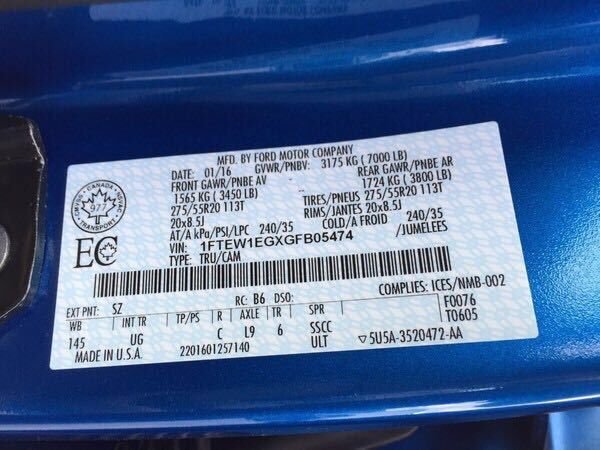 MFD. BY FORD MOTOR COMPANY
DATE: 01/16 GVWR/PNBV: 3175 KG ( 7000 LB)
FRONT GAWR/PNBE AV REAR GAWR/PNBE AR
1565 KG ( 3450 LB) 1724 KG ( 3800 LB)
275/55R20 113T TIRES/PNEUS 275/55R20 113T
20x8.5J RIMS/JANTES 20x8.5J
AT/A kPa/PSI/LPC 240/35 COLD/A FROID 240/35
VIN: 1FTEW1EGXGFB05474 /JUMELEES
TYPE: TRU/CAM
CANADA
977
TRANSPORT
EC
EXT PNT: SZ RC: B6 DSO: COMPLIES: ICES/NMB-002
WB INT TR TP/PS R AXLE TR SPR F0076
145 UG C L9 6 SSCC T0605
MADE IN U.S.A. 2201601257140 ULT ▽5U5A-3520472-AA